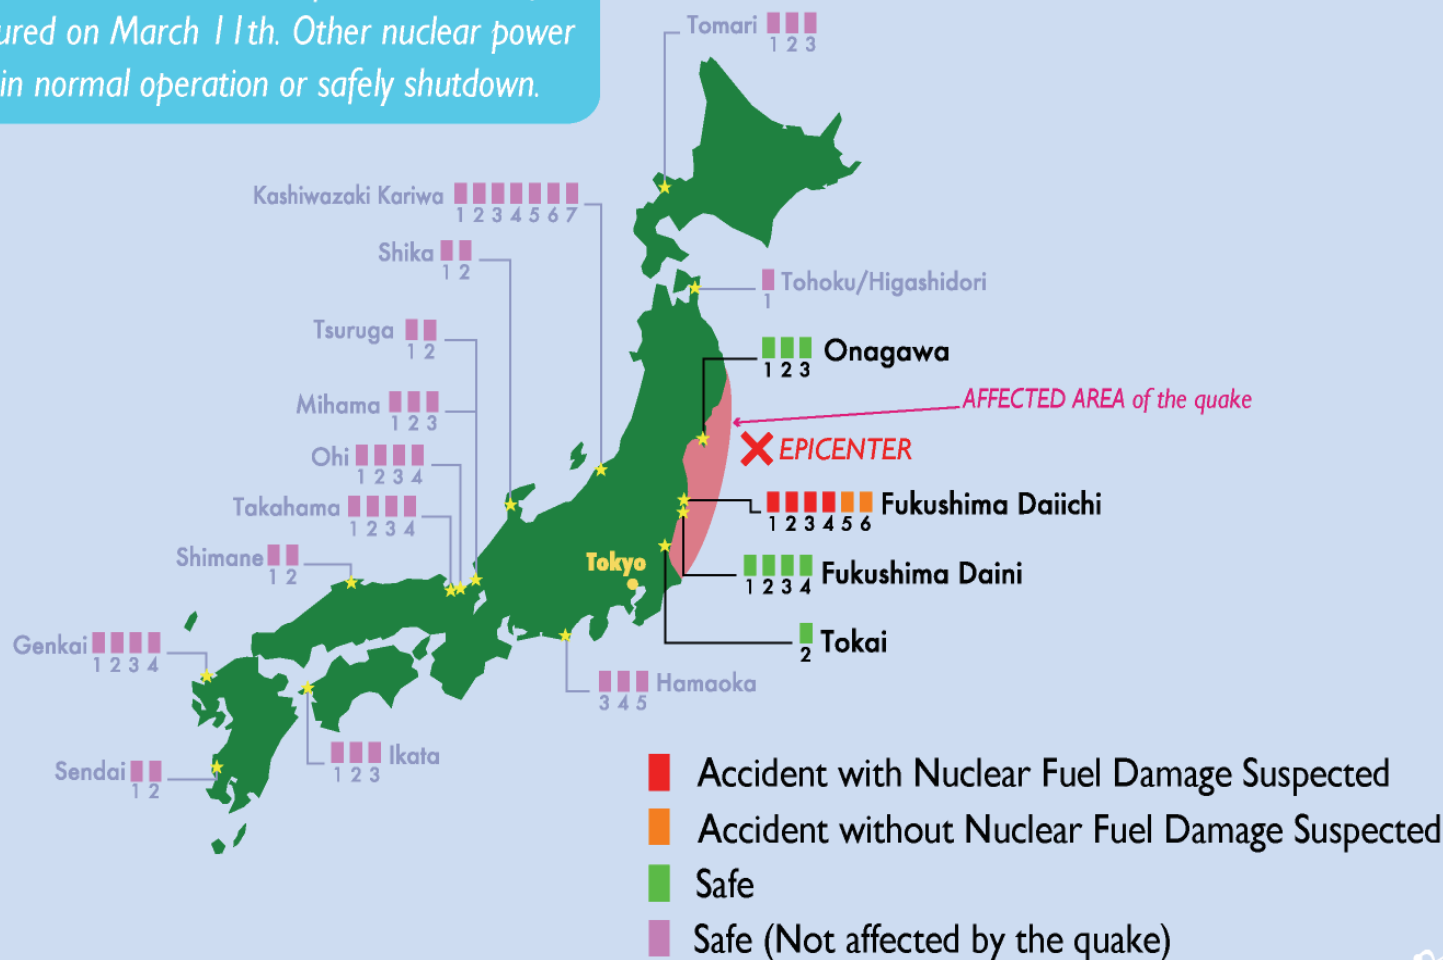 ured on March 11th. Other nuclear power
in normal operation or safely shutdown.
Tomari
1 2 3
Kashiwazaki Kariwa
1 2 3 4 5 6 7
Shika
1 2
Tohoku/Higashidori
1
Tsuruga
1 2
Onagawa
1 2 3
Mihama
1 2 3
AFFECTED AREA of the quake
EPICENTER
Ohi
1 2 3 4
Takahama
1 2 3 4
Fukushima Daiichi
1 2 3 4 5 6
Shimane
1 2
Tokyo
Fukushima Daini
1 2 3 4
Genkai
1 2 3 4
Tokai
2
Hamaoka
3 4 5
Ikata
1 2 3
Sendai
1 2
Accident with Nuclear Fuel Damage Suspected
Accident without Nuclear Fuel Damage Suspected
Safe
Safe (Not affected by the quake)